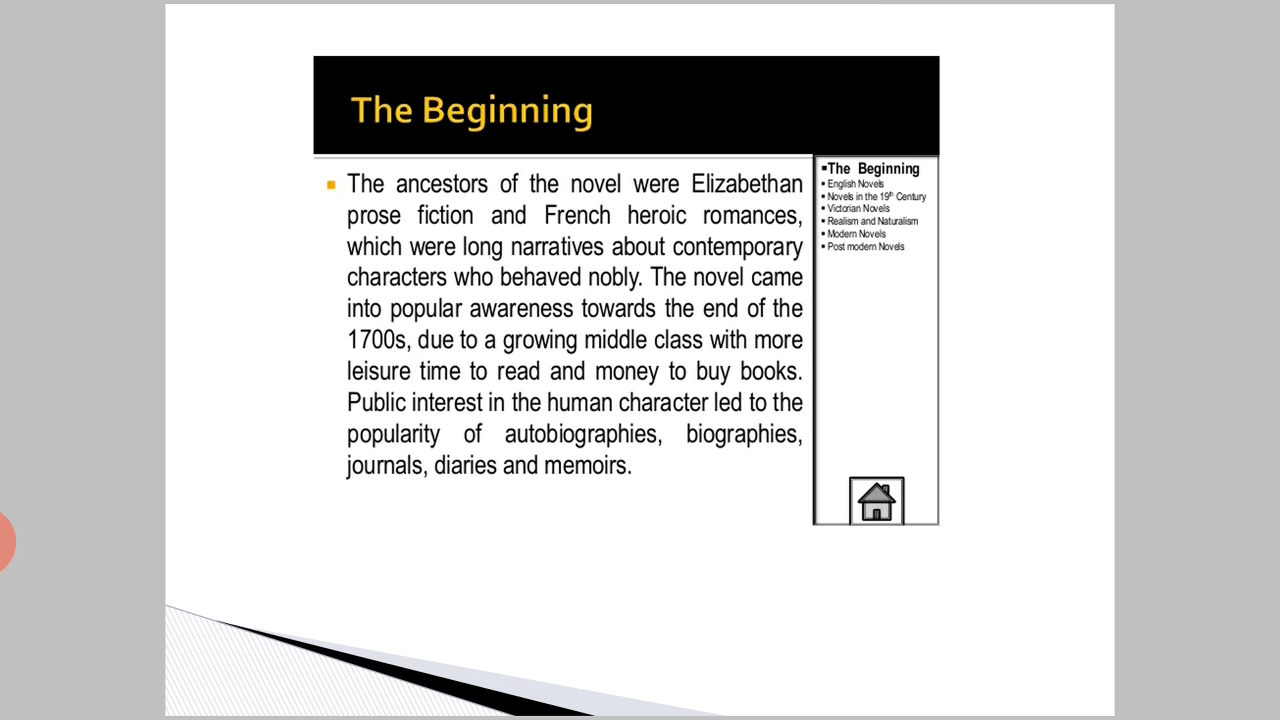 The Beginning
The ancestors of the novel were Elizabethan
prose fiction and French heroic romances,
which were long narratives about contemporary
characters who behaved nobly. The novel came
into popular awareness towards the end of the
1700s, due to a growing middle class with more
leisure time to read and money to buy books.
Public interest in the human character led to the
popularity of autobiographies, biographies,
journals, diaries and memoirs.
The Beginning
English Novels
Novels in the 19th Century
Victorian Novels
Realism and Naturalism
Modern Novels
Post modern Novels